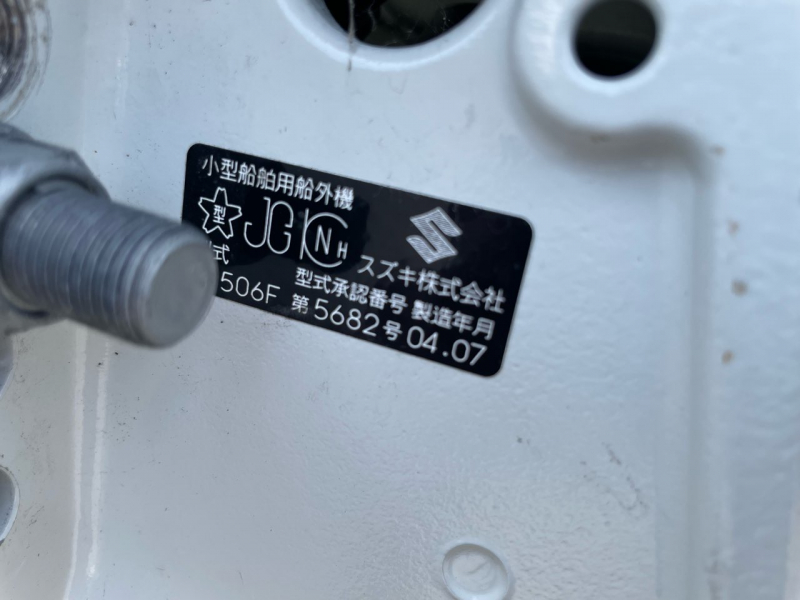 小型船舶用船外機
型 JCI NK H
スズキ株式会社
式 型式承認番号 製造年月
506F 第5682号 04.07